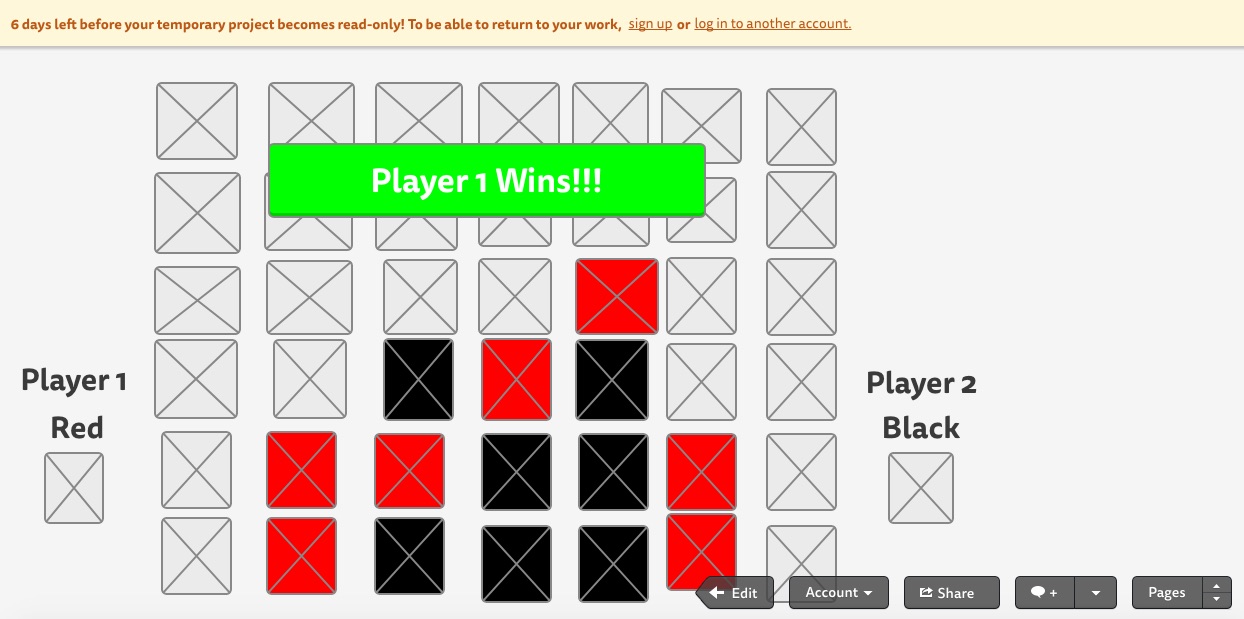 6 days left before your temporary project becomes read-only! To be able to return to your work, sign up or log in to another account.
Player 1 Wins!!!
Player 1
Red
Player 2
Black
Edit
Account
Share
+
Pages